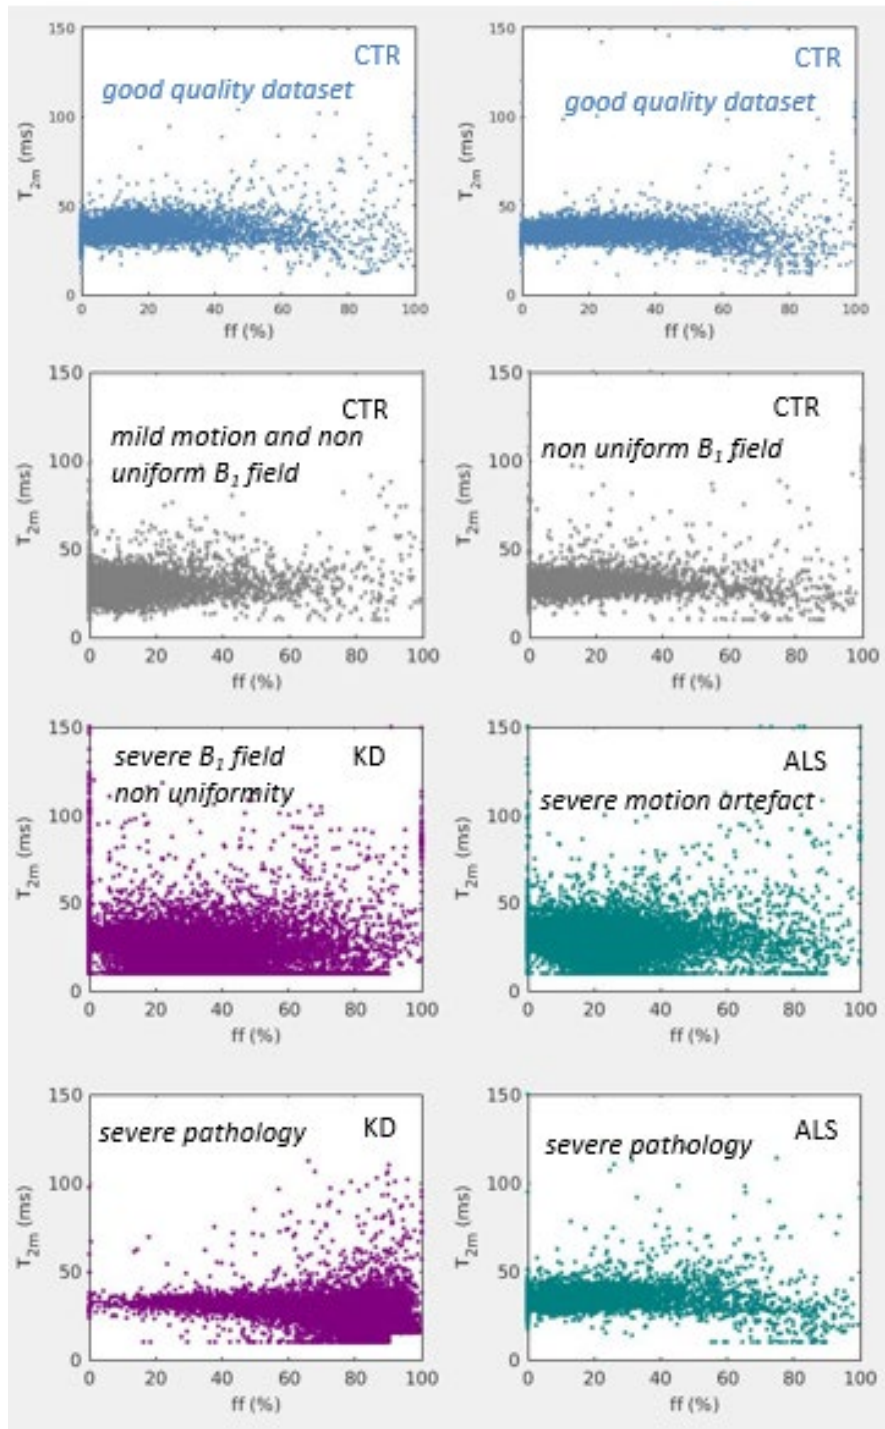 CTR
good quality dataset
T2m (ms)
150
100
50
0
0 20 40 60 80 100
ff (%)
CTR
good quality dataset
T2m (ms)
150
100
50
0
0 20 40 60 80 100
ff (%)
CTR
mild motion and non
uniform B1 field
T2m (ms)
150
100
50
0
0 20 40 60 80 100
ff (%)
CTR
non uniform B1 field
T2m (ms)
150
100
50
0
0 20 40 60 80 100
ff (%)
severe B1 field KD
non uniformity
T2m (ms)
150
100
50
0
0 20 40 60 80 100
ff (%)
ALS
severe motion artefact
T2m (ms)
150
100
50
0
0 20 40 60 80 100
ff (%)
severe pathology KD
T2m (ms)
150
100
50
0
0 20 40 60 80 100
ff (%)
ALS
severe pathology
T2m (ms)
150
100
50
0
0 20 40 60 80 100
ff (%)